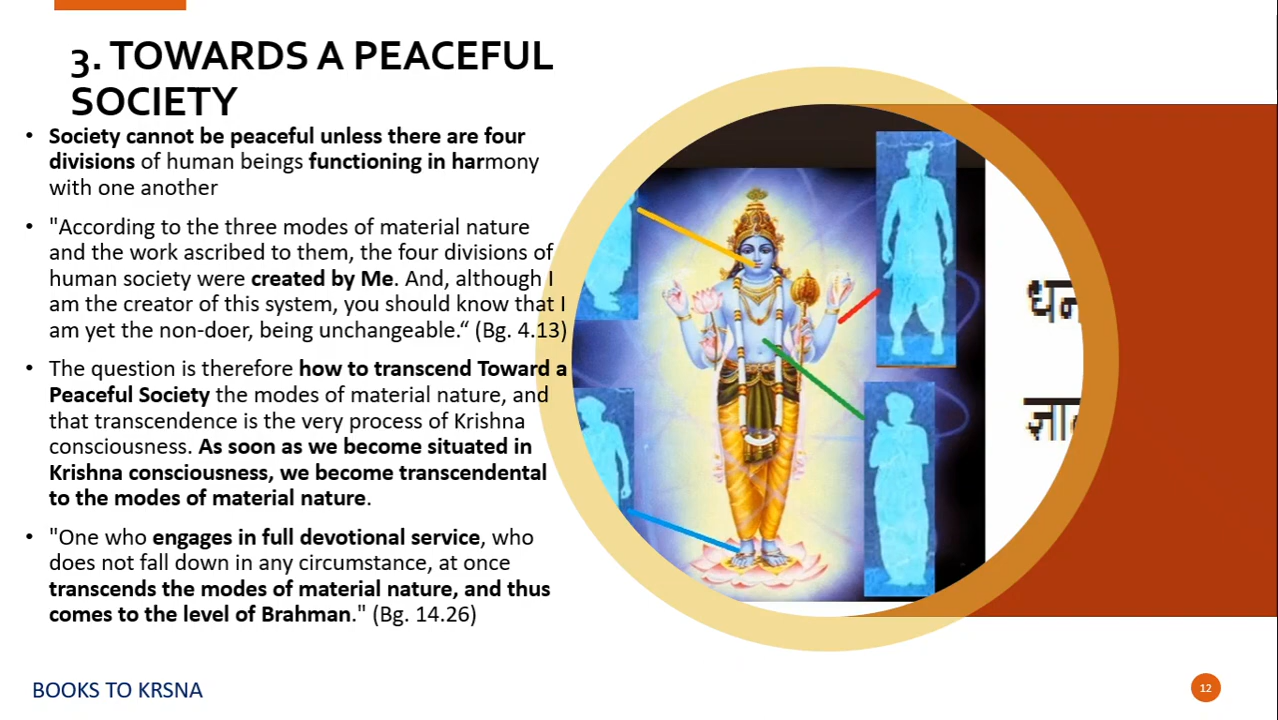 3. TOWARDS A PEACEFUL
SOCIETY
• Society cannot be peaceful unless there are four
divisions of human beings functioning in harmony
with one another
• "According to the three modes of material nature
and the work ascribed to them, the four divisions of
human society were created by Me. And, although I
am the creator of this system, you should know that I
am yet the non-doer, being unchangeable.“ (Bg. 4.13)
• The question is therefore how to transcend Toward a
Peaceful Society the modes of material nature, and
that transcendence is the very process of Krishna
consciousness. As soon as we become situated in
Krishna consciousness, we become transcendental
to the modes of material nature.
• "One who engages in full devotional service, who
does not fall down in any circumstance, at once
transcends the modes of material nature, and thus
comes to the level of Brahman." (Bg. 14.26)
BOOKS TO KRSNA
12